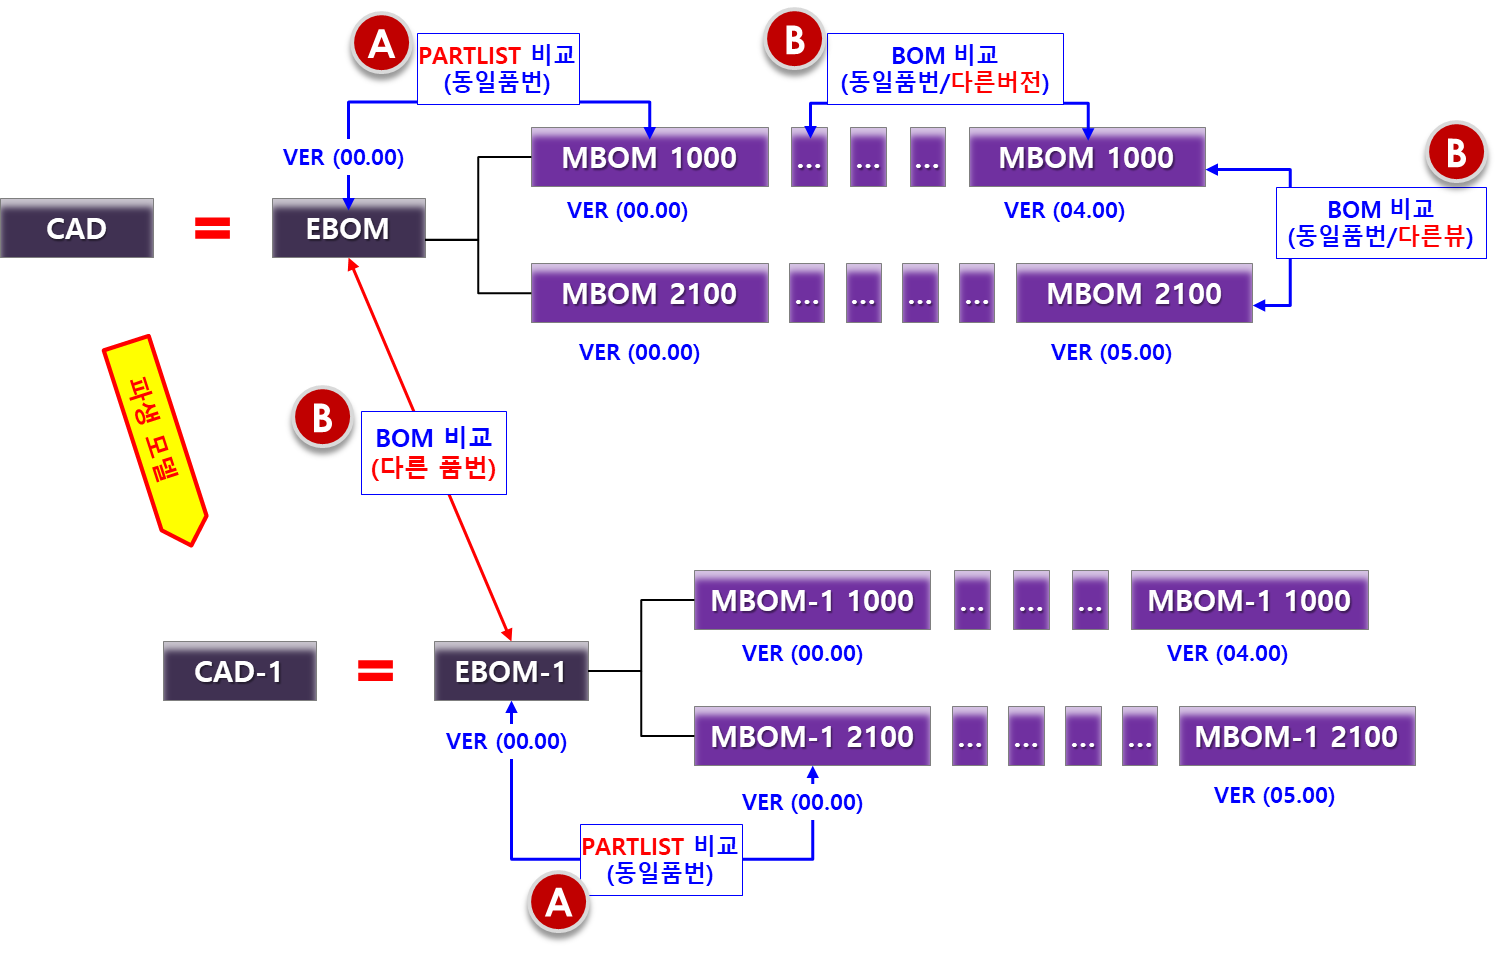 A
PARTLIST 비교
(동일품번)
B
BOM 비교
(동일품번/다른버전)
VER (00.00)
MBOM 1000
...
...
...
MBOM 1000
B
VER (00.00)
VER (04.00)
BOM 비교
(동일품번/다른뷰)
CAD
=
EBOM
MBOM 2100
...
...
...
...
MBOM 2100
VER (00.00)
VER (05.00)
파생 모델
B
BOM 비교
(다른 품번)
MBOM-1 1000
...
...
...
MBOM-1 1000
VER (00.00)
VER (04.00)
CAD-1
=
EBOM-1
VER (00.00)
MBOM-1 2100
...
...
...
...
MBOM-1 2100
VER (00.00)
VER (05.00)
PARTLIST 비교
(동일품번)
A